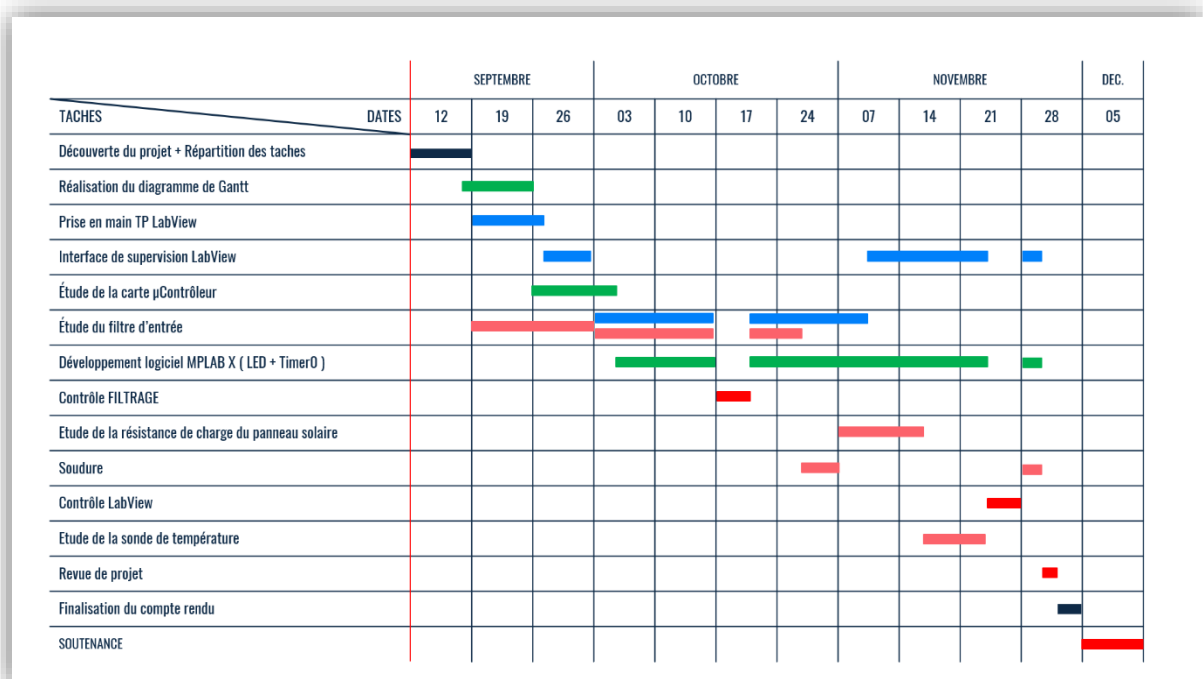 SEPTEMBRE OCTOBRE NOVEMBRE DEC.
TACHES DATES 12 19 26 03 10 17 24 07 14 21 28 05
Découverte du projet + Répartition des taches
Réalisation du diagramme de Gantt
Prise en main TP LabView
Interface de supervision LabView
Étude de la carte µContrôleur
Étude du filtre d'entrée
Développement logiciel MPLAB X ( LED + Timer0 )
Contrôle FILTRAGE
Etude de la résistance de charge du panneau solaire
Soudure
Contrôle LabView
Etude de la sonde de température
Revue de projet
Finalisation du compte rendu
SOUTENANCE